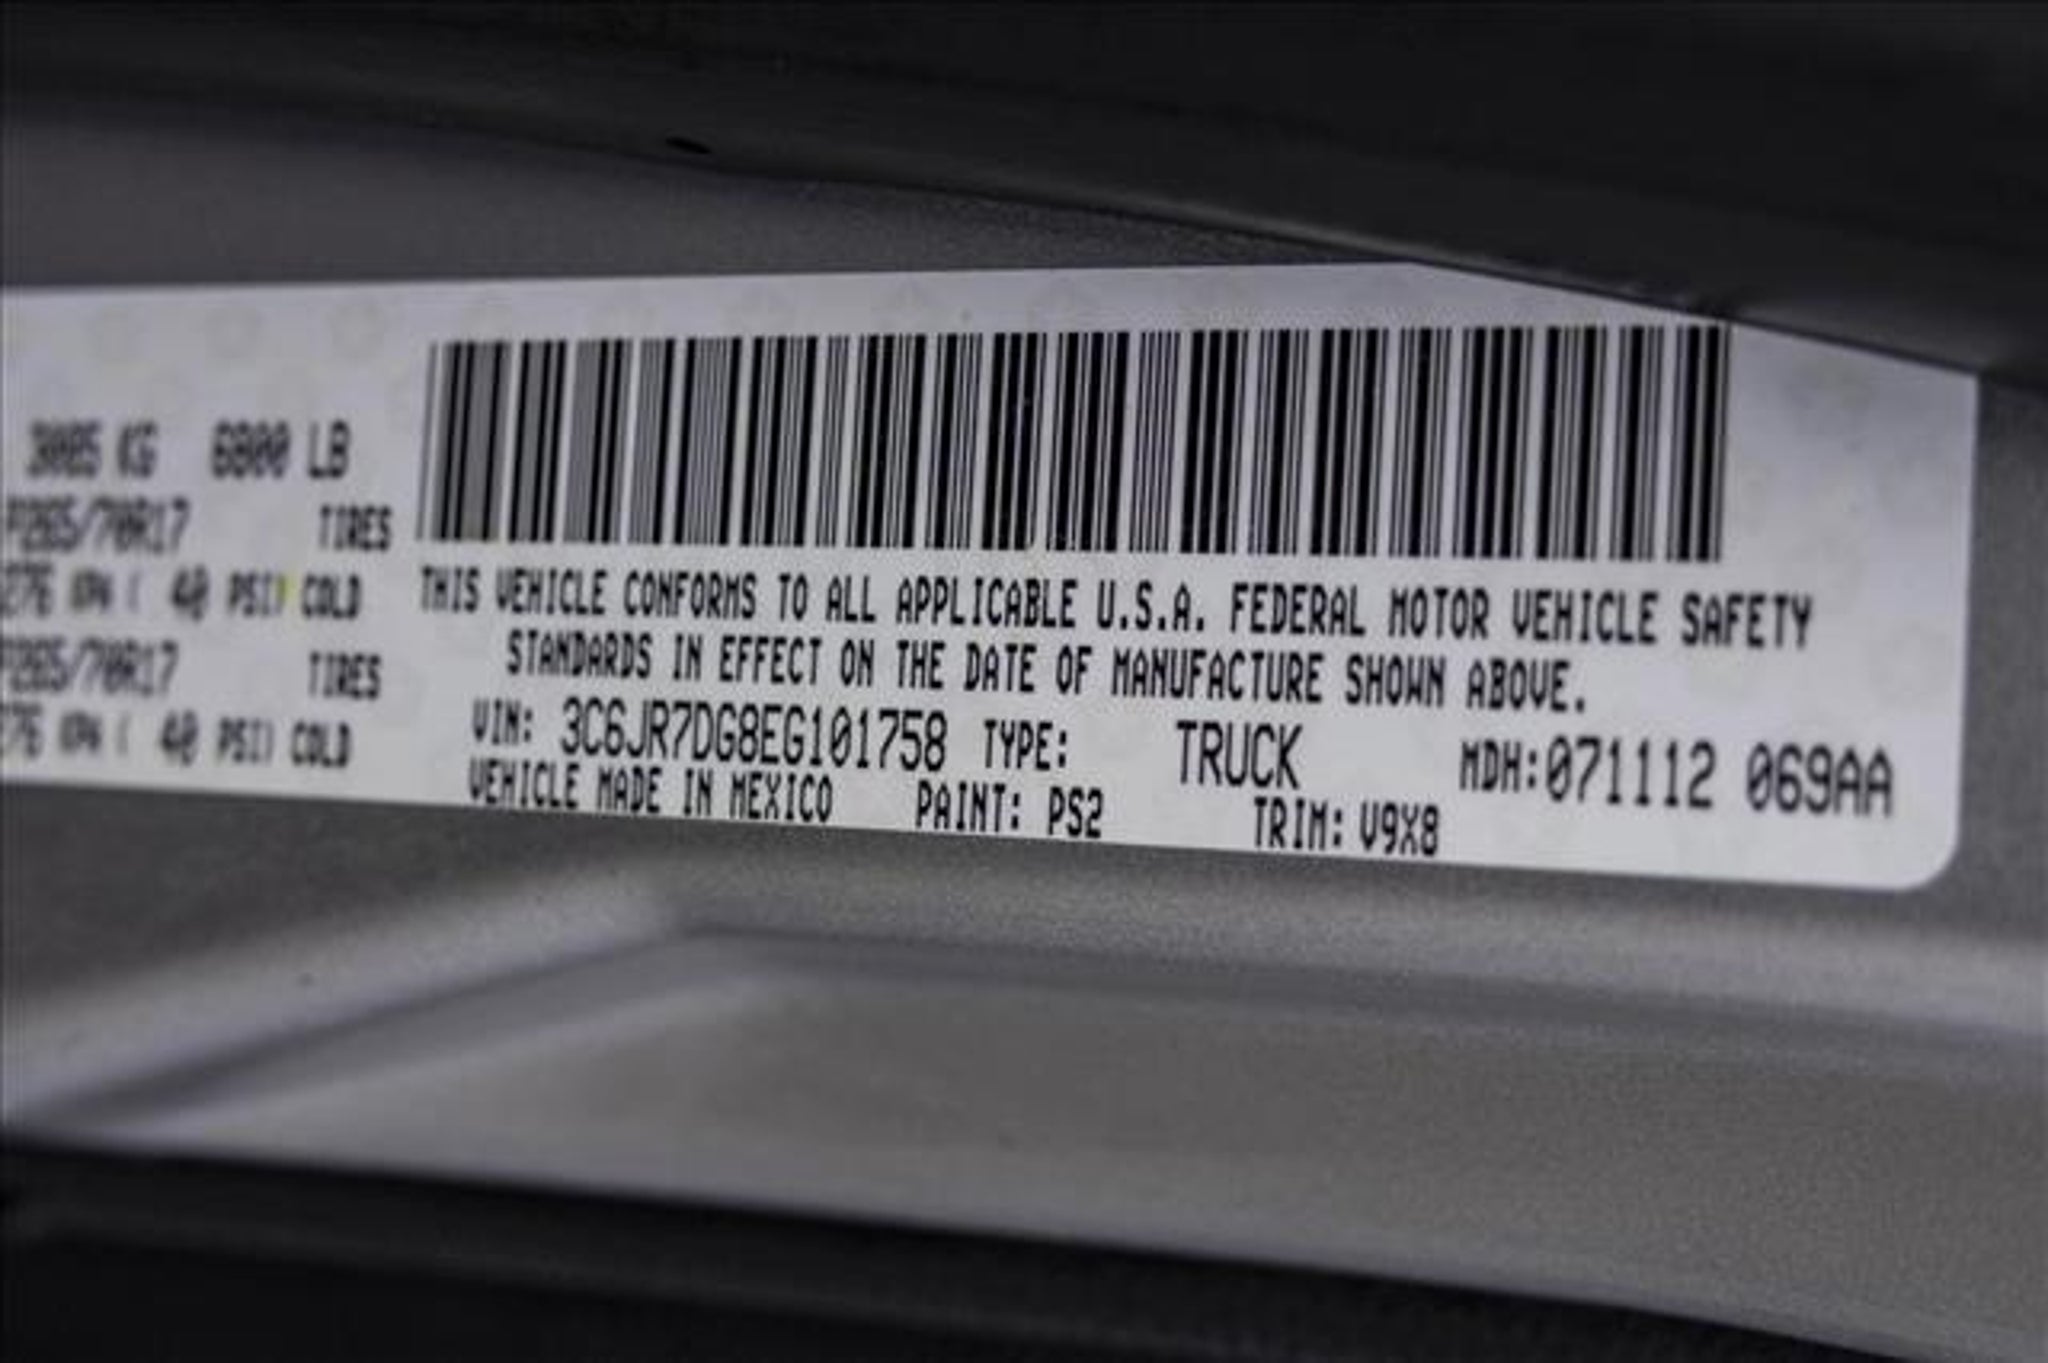 3085 KG 6800 LB
P265/70R17 TIRES
276 KPA ( 40 PSI) COLD
P265/70R17 TIRES
276 KPA ( 40 PSI) COLD
THIS VEHICLE CONFORMS TO ALL APPLICABLE U.S.A. FEDERAL MOTOR VEHICLE SAFETY
STANDARDS IN EFFECT ON THE DATE OF MANUFACTURE SHOWN ABOVE.
VIN: 3C6JR7DG8EG101758 TYPE: TRUCK MDH:071112 069AA
VEHICLE MADE IN MEXICO PAINT: PS2 TRIM: V9X8